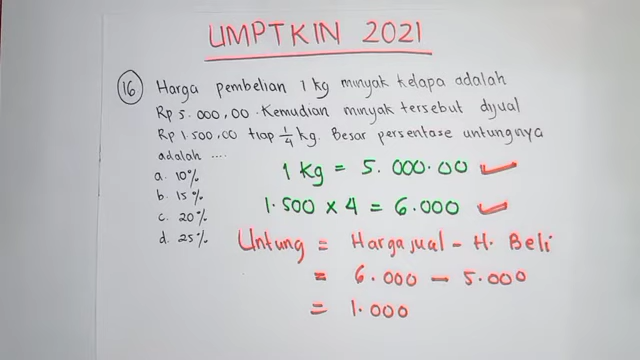 UMPTKIN 2021
16 Harga pembelian 1 kg minyak kelapa adalah
Rp 5.000,00. Kemudian minyak tersebut dijual
Rp 1.500,00 tiap 1/4 kg. Besar persentase untungnya
adalah ....
a. 10%
b. 15%
c. 20%
d. 25%
1 Kg = 5.000.00
1.500 x 4 = 6.000
Untung = Harga jual - H. Beli
= 6.000 - 5.000
= 1.000